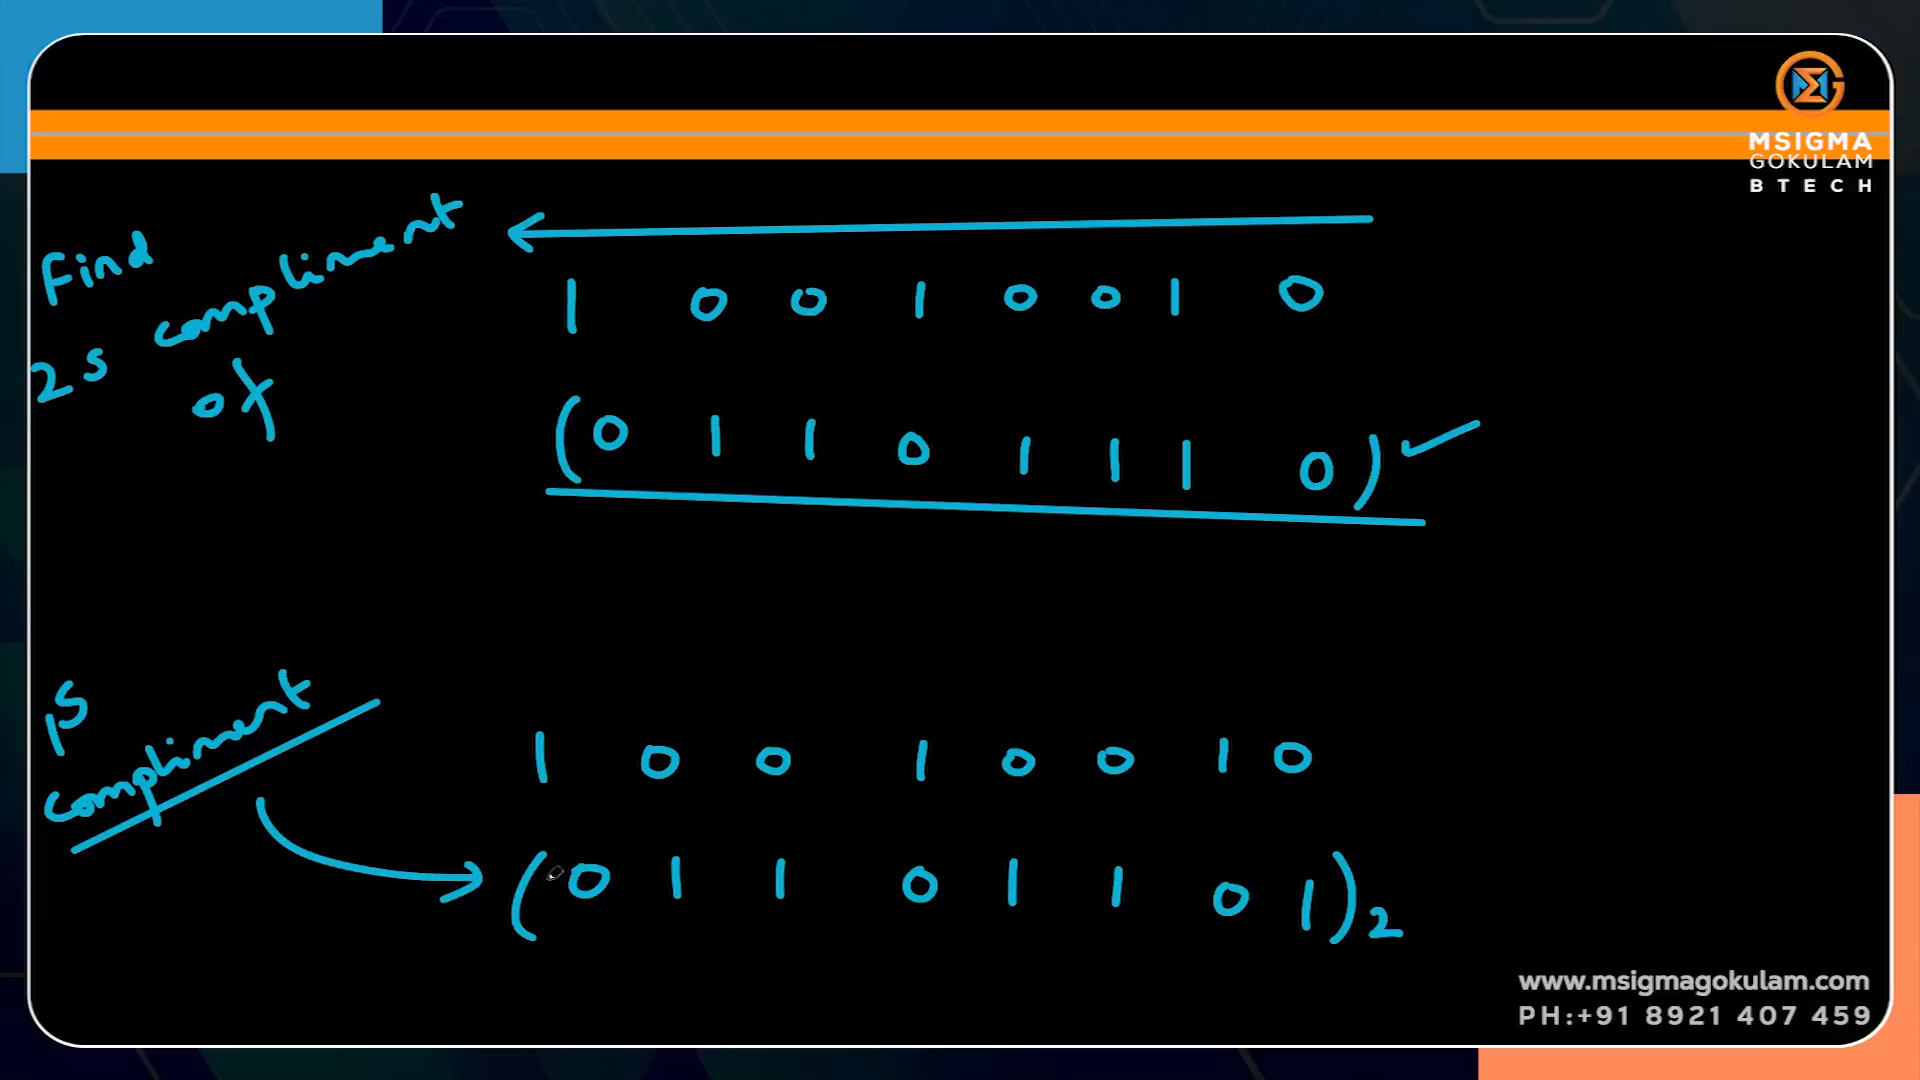 MSIGMA
GOKULAM
BTECH
Find
2s compliment
of
1 0 0 1 0 0 1 0
(0 1 1 0 1 1 1 0)
1s
compliment
1 0 0 1 0 0 1 0
(0 1 1 0 1 1 0 1)2
www.msigmagokulam.com
PH:+91 8921 407 459